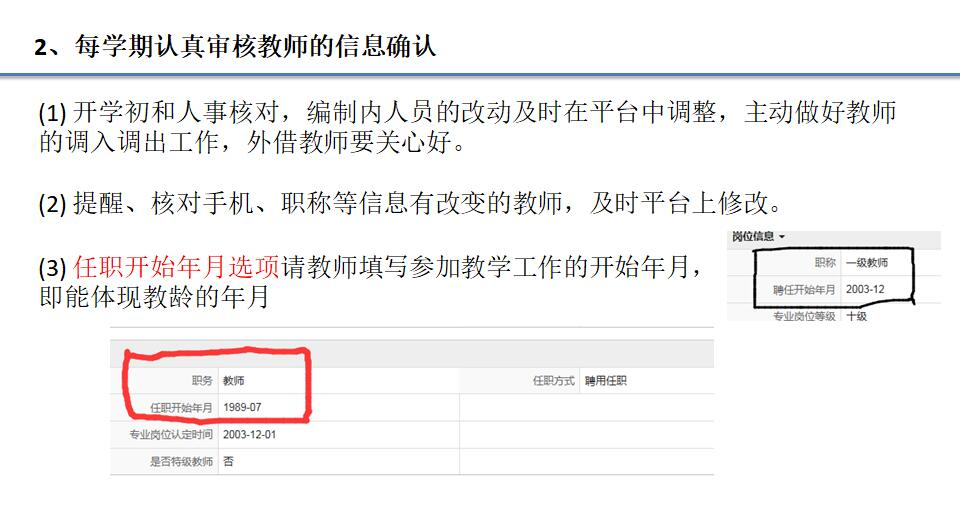 2、每学期认真审核教师的信息确认
(1) 开学初和人事核对，编制内人员的改动及时在平台中调整，主动做好教师
的调入调出工作，外借教师要关心好。
(2) 提醒、核对手机、职称等信息有改变的教师，及时平台上修改。
(3) 任职开始年月选项请教师填写参加教学工作的开始年月，
即能体现教龄的年月
岗位信息
职称 一级教师
聘任开始年月 2003-12
专业岗位等级 十级
职务 教师 任职方式 聘用任职
任职开始年月 1989-07
专业岗位认定时间 2003-12-01
是否特级教师 否